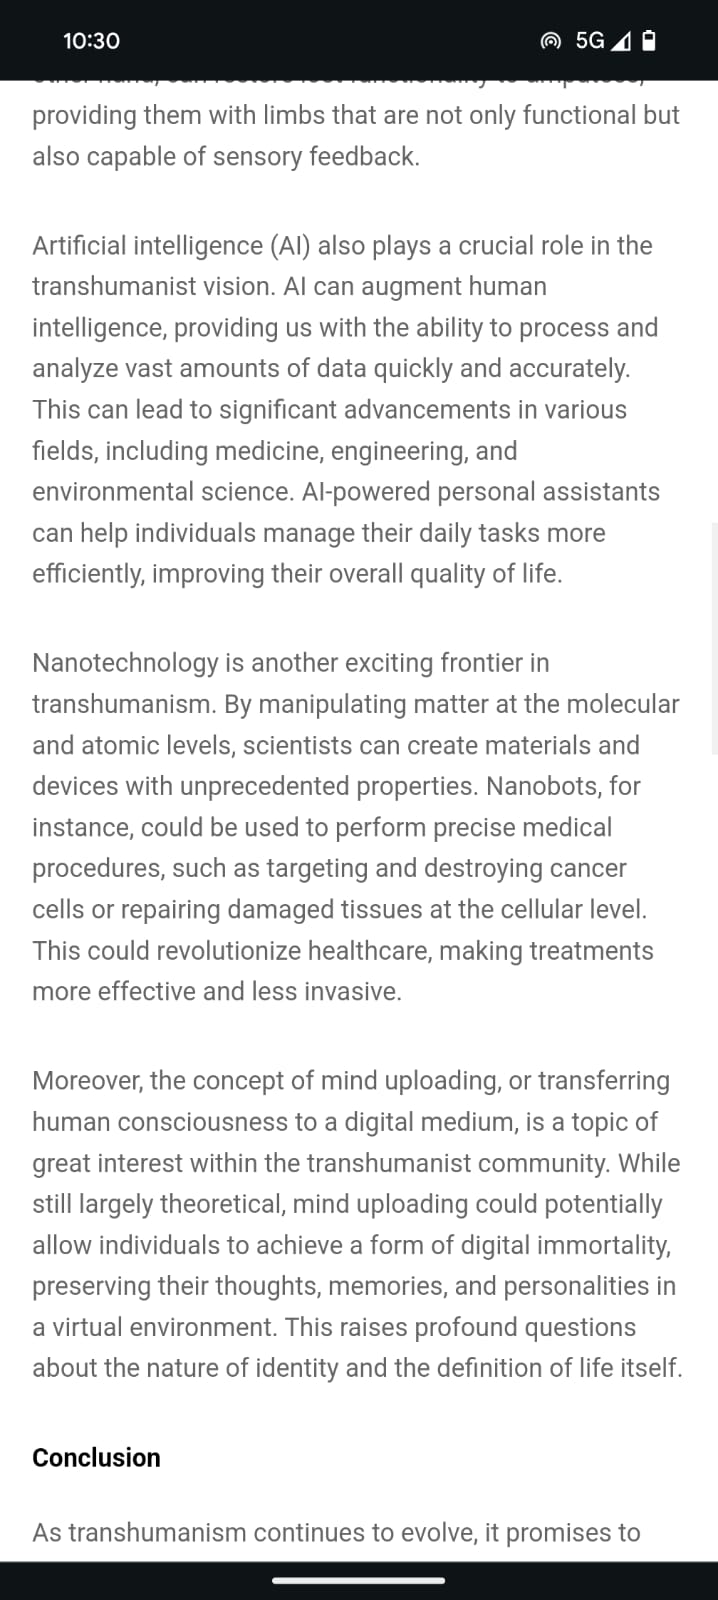 10:30
5G
providing them with limbs that are not only functional but
also capable of sensory feedback.
Artificial intelligence (AI) also plays a crucial role in the
transhumanist vision. AI can augment human
intelligence, providing us with the ability to process and
analyze vast amounts of data quickly and accurately.
This can lead to significant advancements in various
fields, including medicine, engineering, and
environmental science. AI-powered personal assistants
can help individuals manage their daily tasks more
efficiently, improving their overall quality of life.
Nanotechnology is another exciting frontier in
transhumanism. By manipulating matter at the molecular
and atomic levels, scientists can create materials and
devices with unprecedented properties. Nanobots, for
instance, could be used to perform precise medical
procedures, such as targeting and destroying cancer
cells or repairing damaged tissues at the cellular level.
This could revolutionize healthcare, making treatments
more effective and less invasive.
Moreover, the concept of mind uploading, or transferring
human consciousness to a digital medium, is a topic of
great interest within the transhumanist community. While
still largely theoretical, mind uploading could potentially
allow individuals to achieve a form of digital immortality,
preserving their thoughts, memories, and personalities in
a virtual environment. This raises profound questions
about the nature of identity and the definition of life itself.
Conclusion
As transhumanism continues to evolve, it promises to